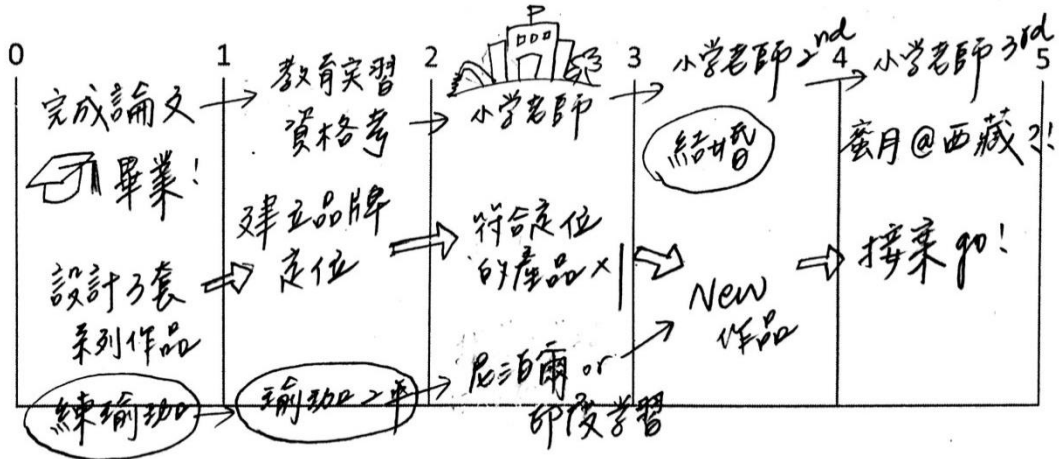 0 1 2 3 4 5
完成論文
畢業!
設計3套
系列作品
練瑜珈
教育实習
資格考
建立品牌
定位
瑜珈2年
小学老師
符合定位
的產品×1
尼泊爾 or
印度学習
小学老師 2nd
結婚
New
作品
小学老師 3rd
蜜月@西藏?!
接案 go!